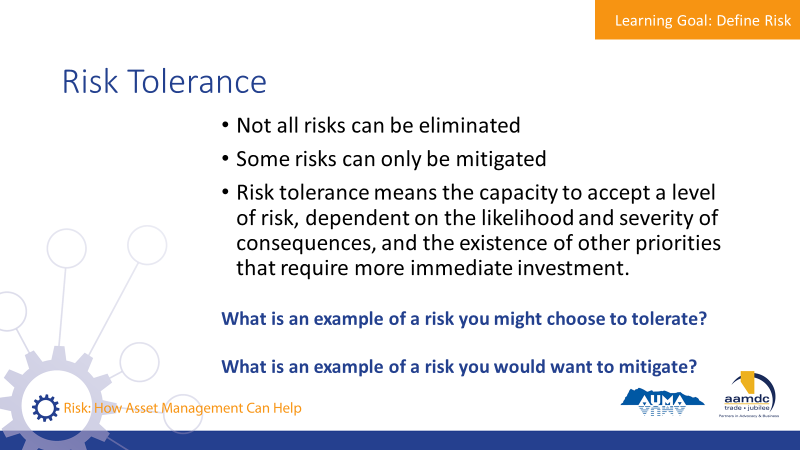 Learning Goal: Define Risk
Risk Tolerance
• Not all risks can be eliminated
• Some risks can only be mitigated
• Risk tolerance means the capacity to accept a level
of risk, dependent on the likelihood and severity of
consequences, and the existence of other priorities
that require more immediate investment.
What is an example of a risk you might choose to tolerate?
What is an example of a risk you would want to mitigate?
Risk: How Asset Management Can Help
AUMA
aamdc
trade • jubilee
Partners in Advocacy & Business